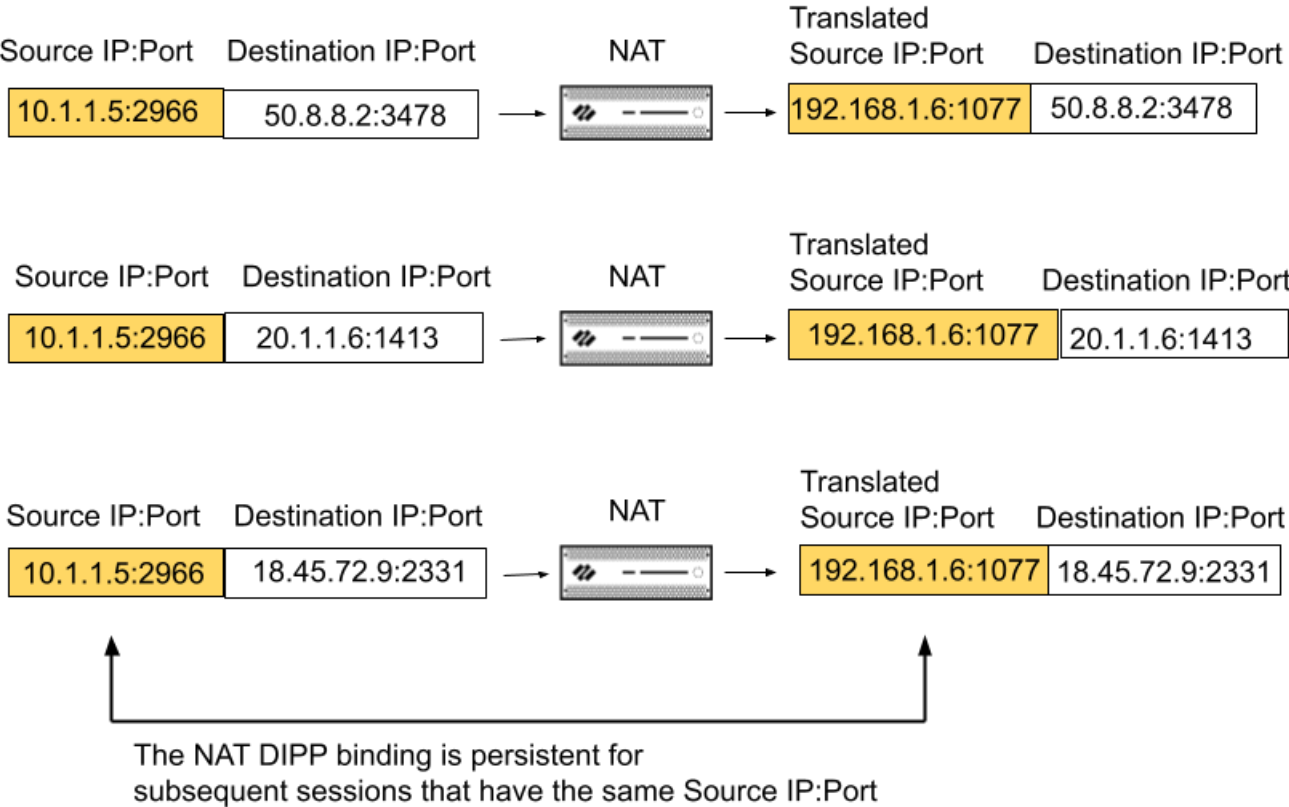 Translated
Source IP:Port Destination IP:Port NAT Source IP:Port Destination IP:Port
10.1.1.5:2966 50.8.8.2:3478 192.168.1.6:1077 50.8.8.2:3478
Translated
Source IP:Port Destination IP:Port NAT Source IP:Port Destination IP:Port
10.1.1.5:2966 20.1.1.6:1413 192.168.1.6:1077 20.1.1.6:1413
Translated
Source IP:Port Destination IP:Port NAT Source IP:Port Destination IP:Port
10.1.1.5:2966 18.45.72.9:2331 192.168.1.6:1077 18.45.72.9:2331
The NAT DIPP binding is persistent for
subsequent sessions that have the same Source IP:Port